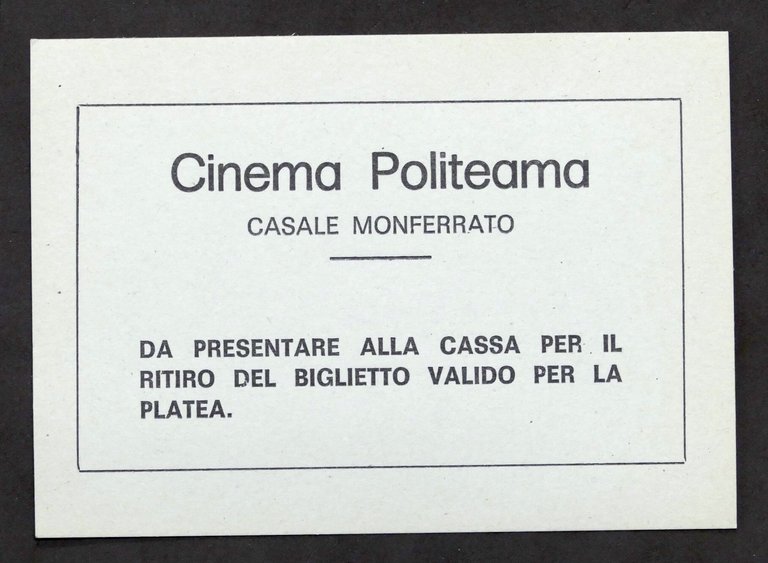 Cinema Politeama
CASALE MONFERRATO
DA PRESENTARE ALLA CASSA PER IL
RITIRO DEL BIGLIETTO VALIDO PER LA
PLATEA.